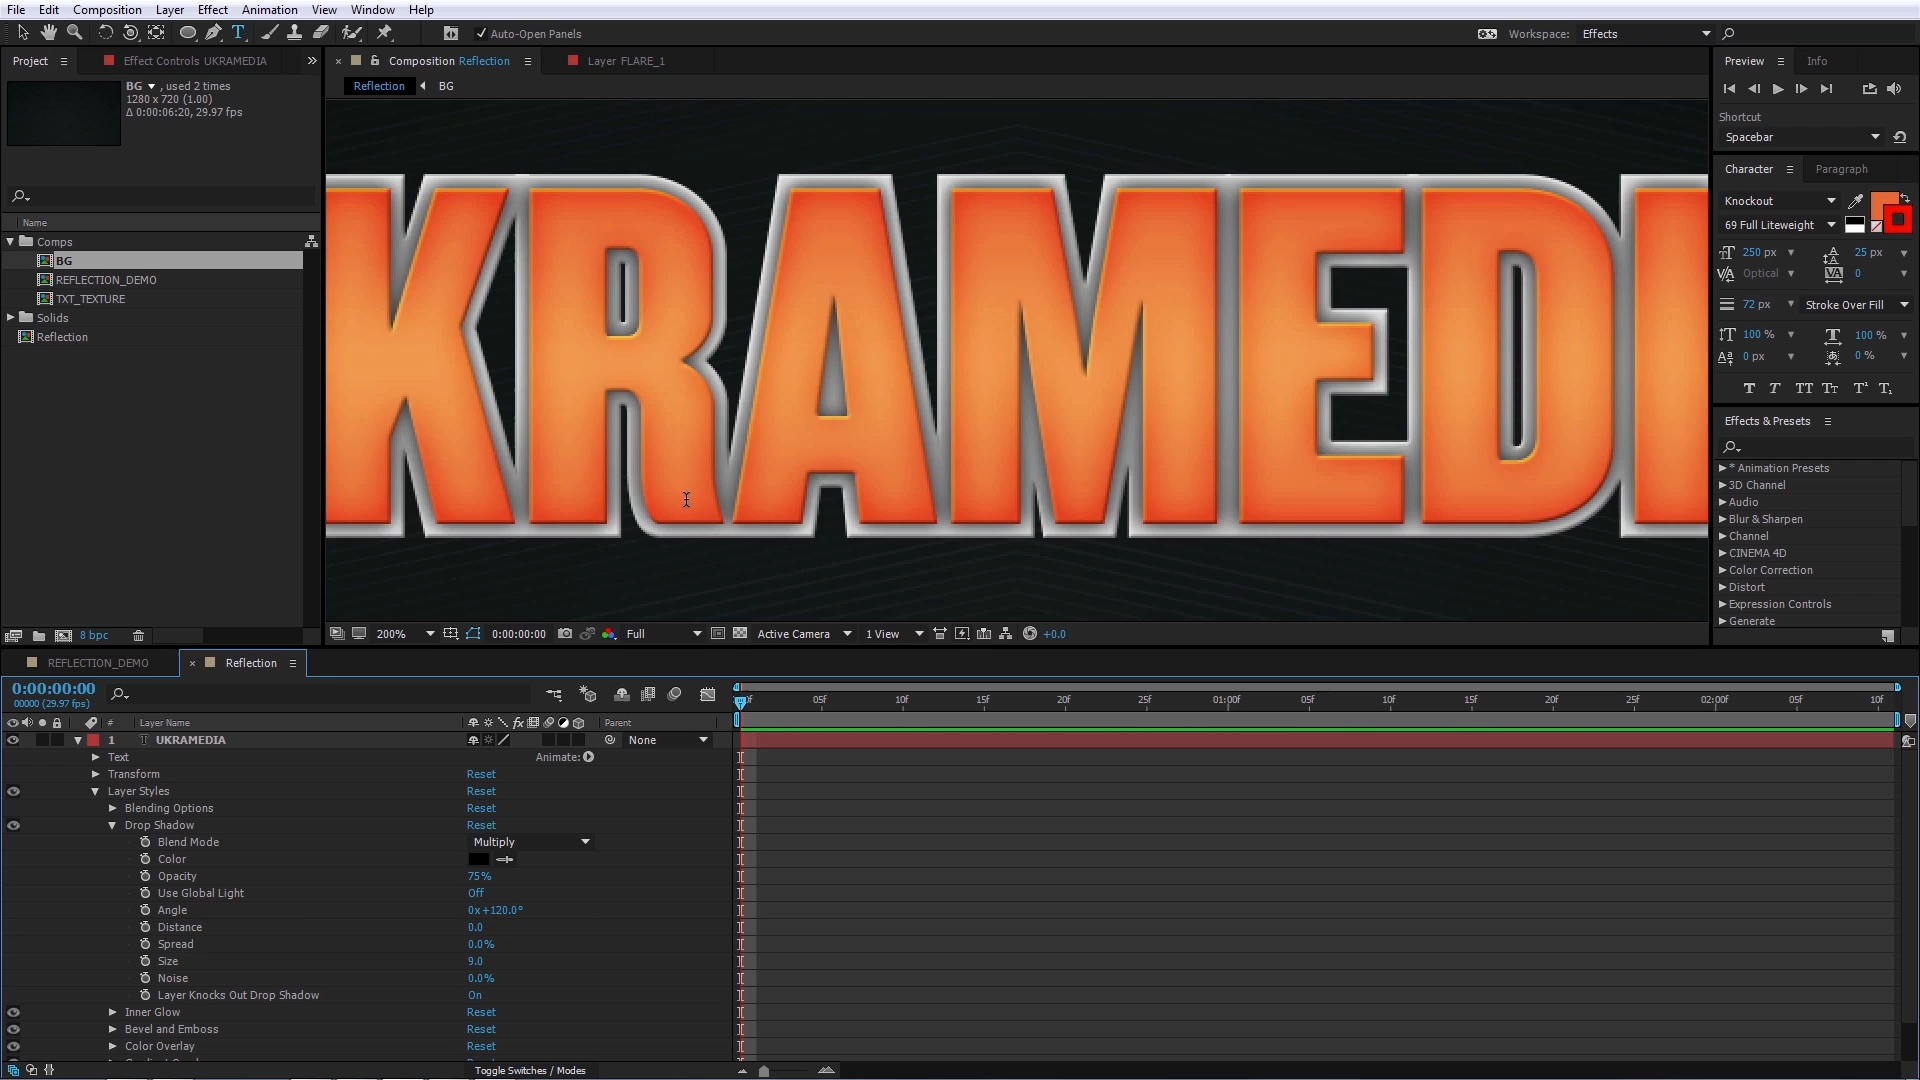 File Edit Composition Layer Effect Animation View Window Help
Auto-Open Panels
Workspace: Effects
Project
Effect Controls UKRAMEDIA
Composition Reflection
Layer FLARE_1
Preview
Info
BG , used 2 times
1280 x 720 (1.00)
Δ 0:00:06:20, 29.97 fps
Reflection
BG
Shortcut
Spacebar
Character
Paragraph
Knockout
69 Full Liteweight
250 px
25 px
Optical
0
72 px
Stroke Over Fill
100 %
100 %
0 px
0 %
T T TT Tт T¹ T₁
Name
Comps
BG
REFLECTION_DEMO
TXT_TEXTURE
Solids
Reflection
KRAMEDI
Effects & Presets
* Animation Presets
3D Channel
Audio
Blur & Sharpen
Channel
CINEMA 4D
Color Correction
Distort
Expression Controls
Generate
8 bpc
200%
0:00:00:00
Full
Active Camera
1 View
+0.0
REFLECTION_DEMO
Reflection
0:00:00:00
00000 (29.97 fps)
05f 10f 15f 20f 25f 01:00f 05f 10f 15f 20f 25f 02:00f 05f 10f
# Layer Name
Parent
1 UKRAMEDIA
None
Text
Animate:
Transform Reset
Layer Styles Reset
Blending Options Reset
Drop Shadow Reset
Blend Mode Multiply
Color
Opacity 75%
Use Global Light Off
Angle 0x+120.0°
Distance 0.0
Spread 0.0%
Size 9.0
Noise 0.0%
Layer Knocks Out Drop Shadow On
Inner Glow Reset
Bevel and Emboss Reset
Color Overlay Reset
Toggle Switches / Modes